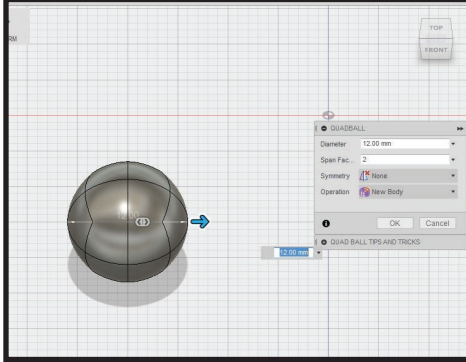 RM
TOP
FRONT
QUADBALL
Diameter 12.00 mm
Span Fac... 2
Symmetry None
Operation New Body
OK Cancel
QUAD BALL TIPS AND TRICKS
12.00 mm